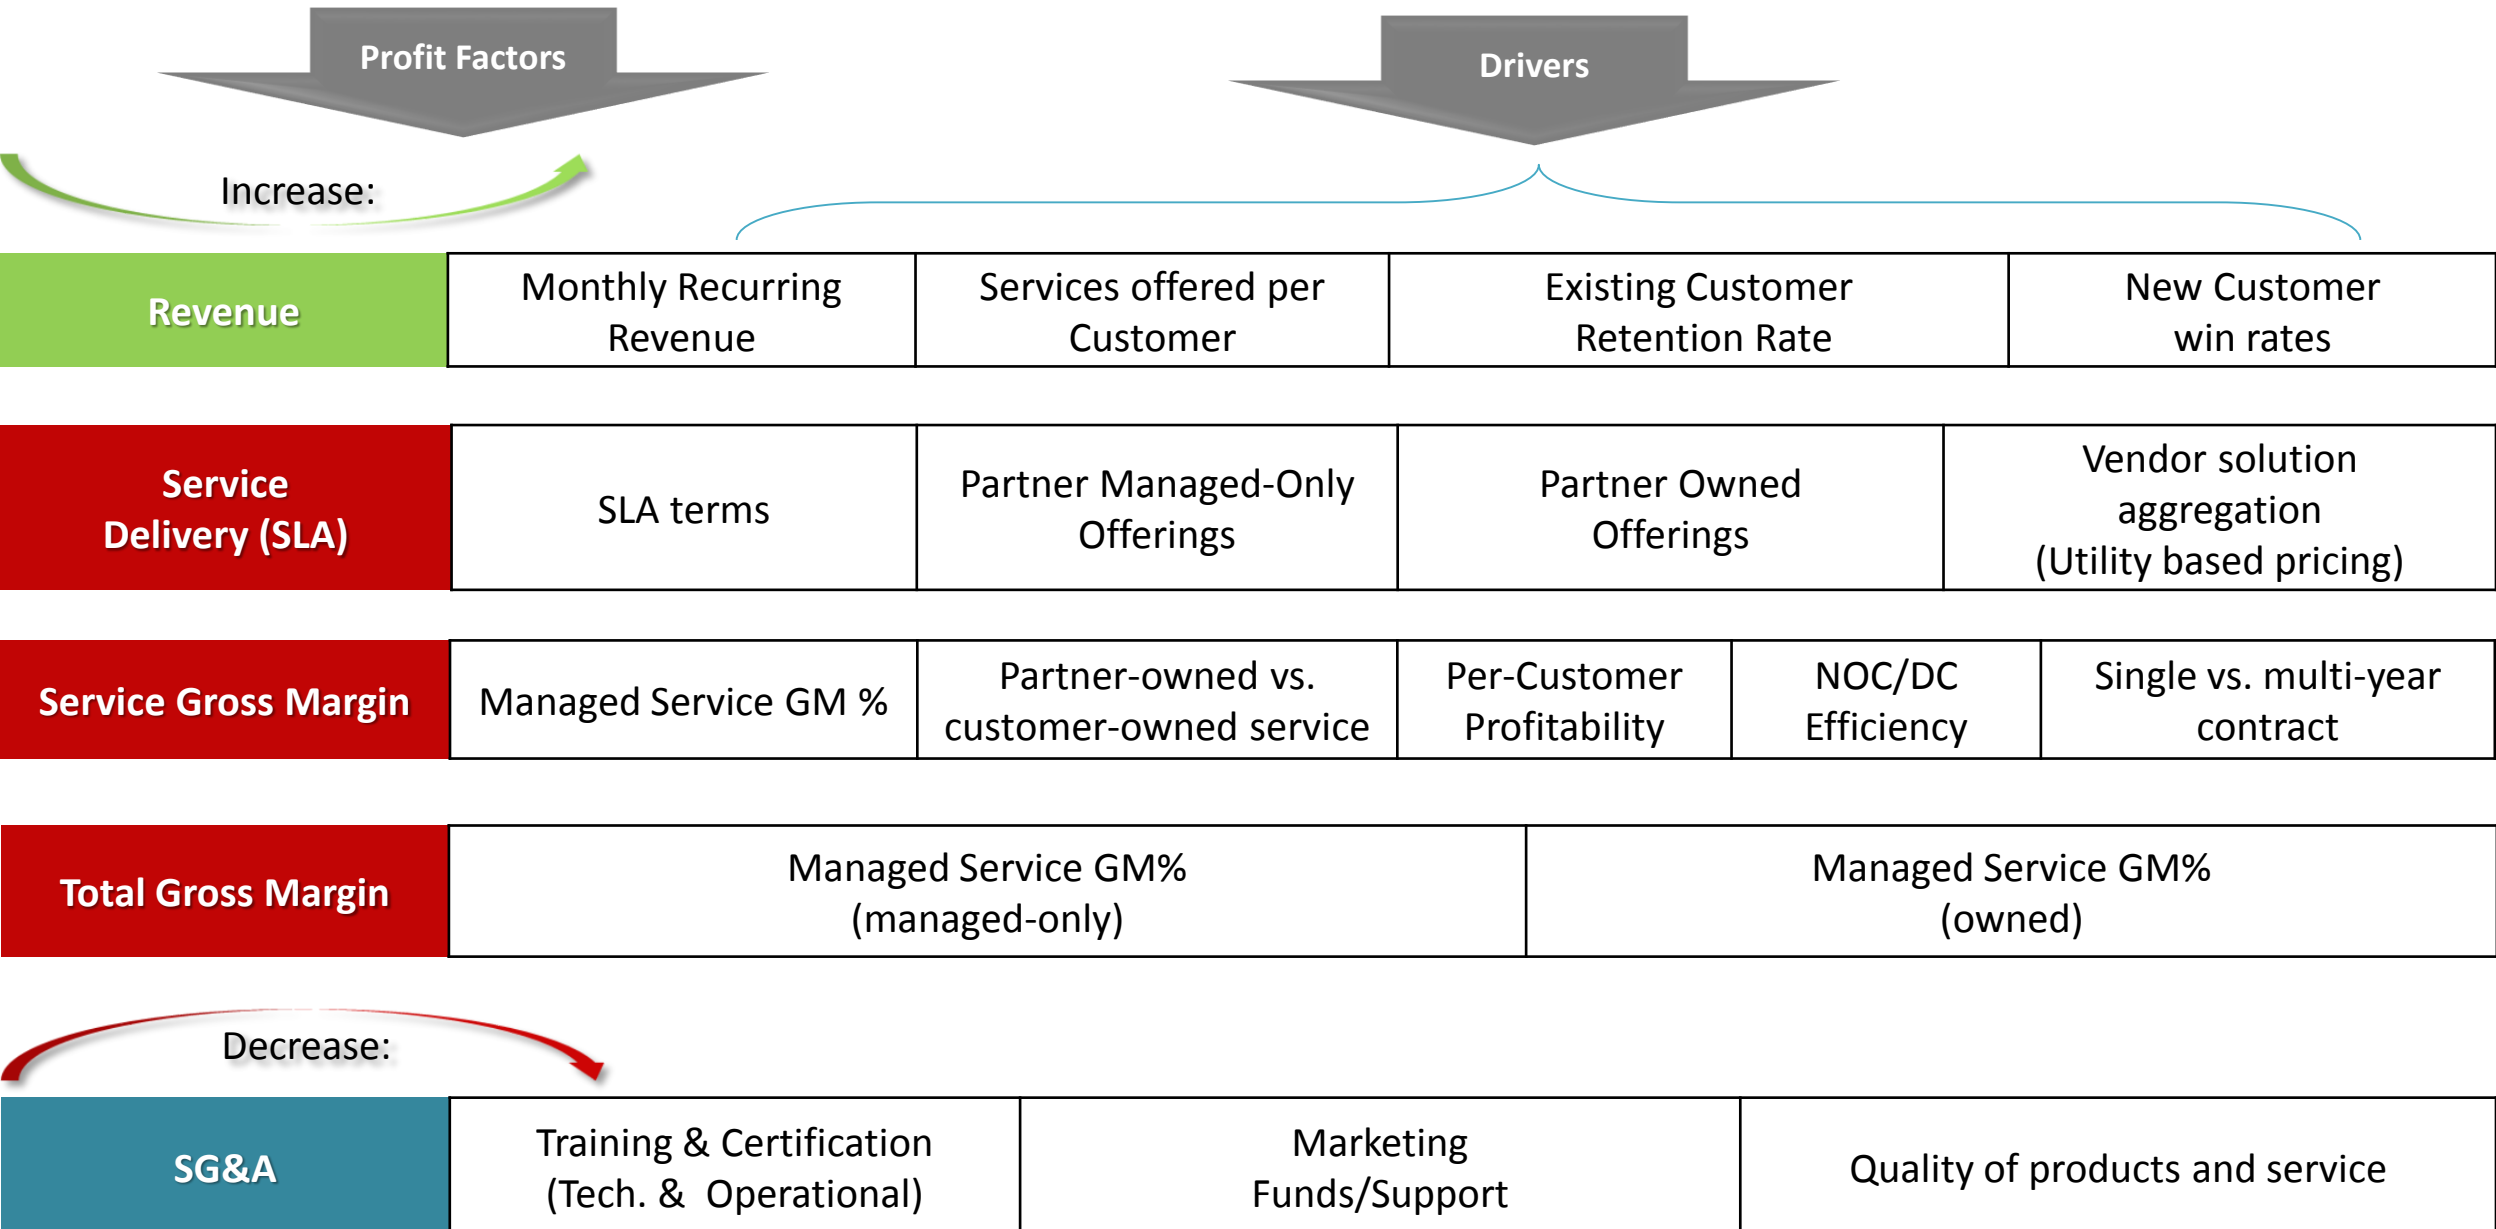 Profit Factors
Drivers
Increase:
Revenue
Monthly Recurring
Revenue
Services offered per
Customer
Existing Customer
Retention Rate
New Customer
win rates
Service
Delivery (SLA)
SLA terms
Partner Managed-Only
Offerings
Partner Owned
Offerings
Vendor solution
aggregation
(Utility based pricing)
Service Gross Margin
Managed Service GM %
Partner-owned vs.
customer-owned service
Per-Customer
Profitability
NOC/DC
Efficiency
Single vs. multi-year
contract
Total Gross Margin
Managed Service GM%
(managed-only)
Managed Service GM%
(owned)
Decrease:
SG&A
Training & Certification
(Tech. & Operational)
Marketing
Funds/Support
Quality of products and service